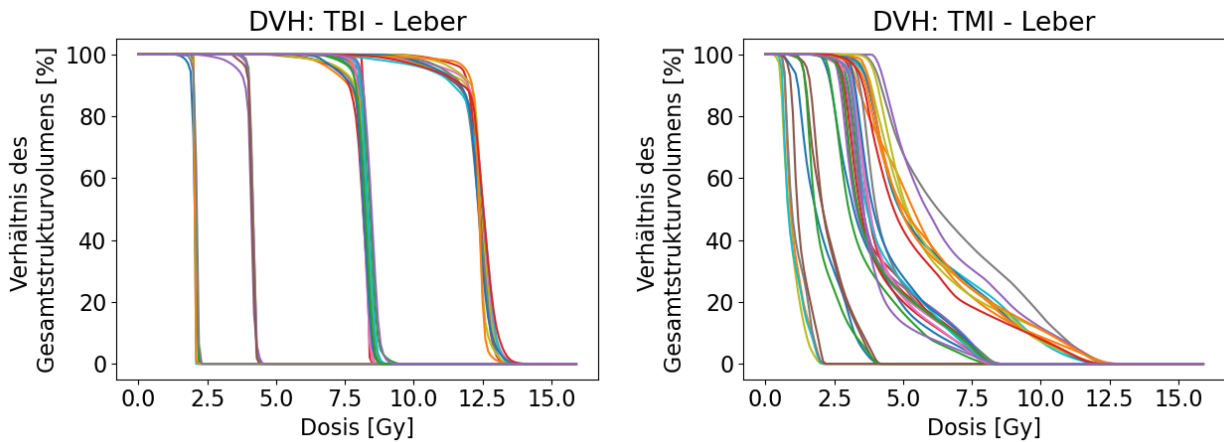 DVH: TBI - Leber
Verhältnis des
Gesamtstrukturvolumens [%]
100
80
60
40
20
0
0.0 2.5 5.0 7.5 10.0 12.5 15.0
Dosis [Gy]
DVH: TMI - Leber
Verhältnis des
Gesamtstrukturvolumens [%]
100
80
60
40
20
0
0.0 2.5 5.0 7.5 10.0 12.5 15.0
Dosis [Gy]